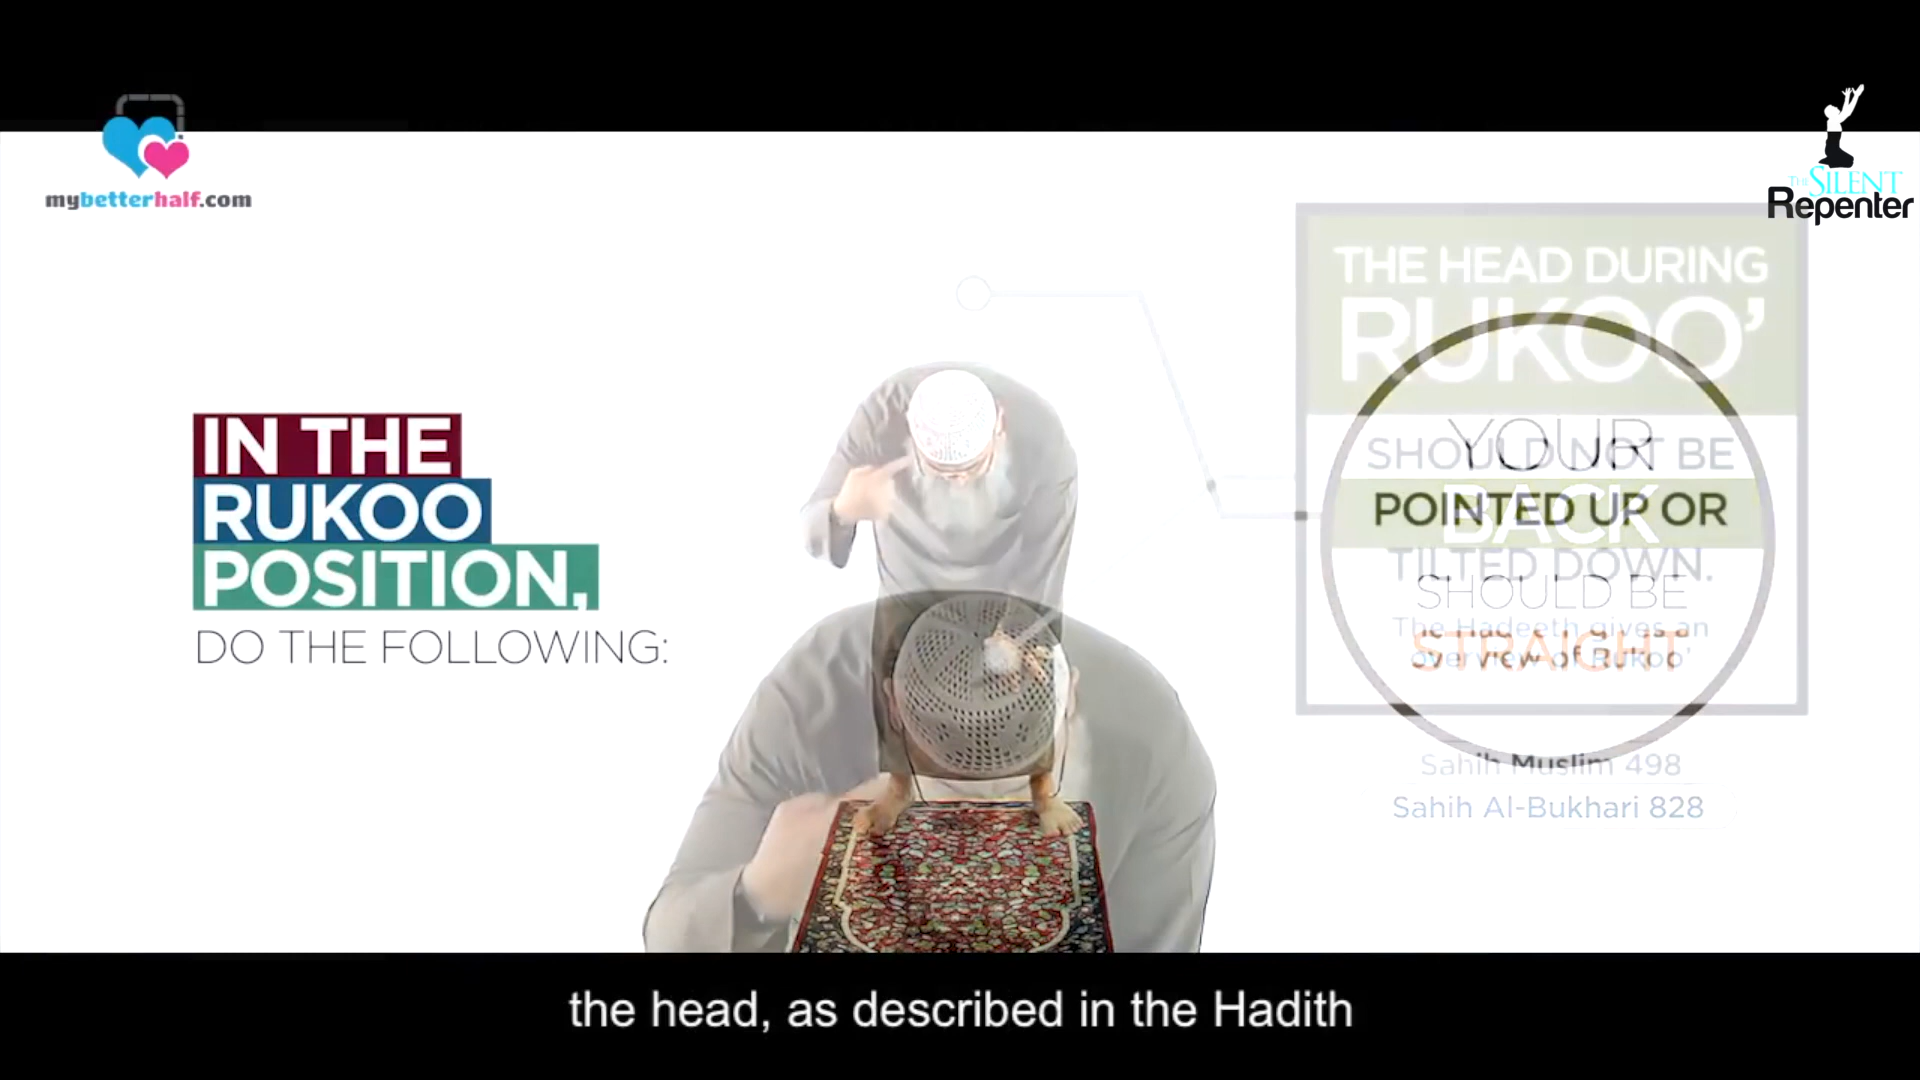 mybetterhalf.com
THE SILENT
Repenter
IN THE
RUKOO
POSITION,
DO THE FOLLOWING:
THE HEAD DURING
RUKOO'
SHOULD NOT BE
POINTED UP OR
TILTED DOWN.
The Hadeeth gives an
overview of Rukoo'
YOUR
BACK
SHOULD BE
STRAIGHT
Sahih Muslim 498
Sahih Al-Bukhari 828
the head, as described in the Hadith